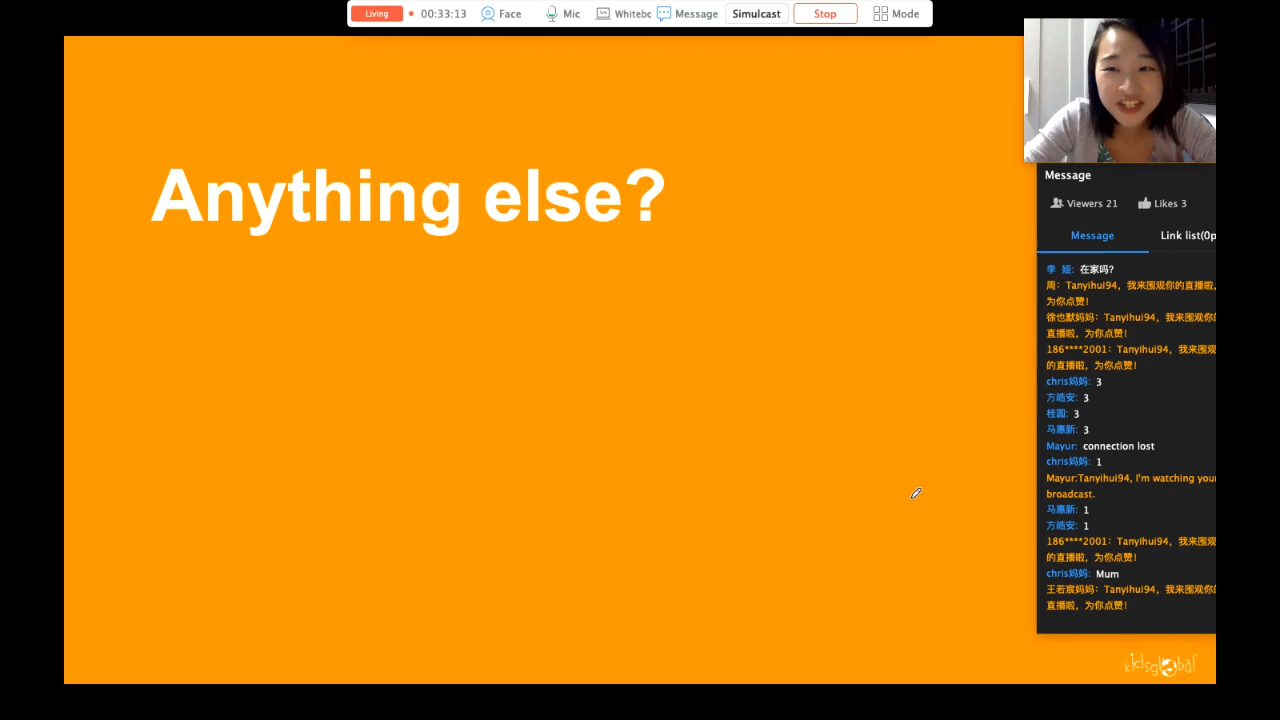 Living
00:33:13
Face
Mic
Whitebc
Message
Simulcast
Stop
Mode
Anything else?
Message
Viewers 21
Likes 3
Message
Link list(0p
李 娅: 在家吗?
周: Tanyihui94, 我来围观你的直播啦,
为你点赞!
徐也默妈妈: Tanyihui94, 我来围观你的
直播啦, 为你点赞!
186****2001: Tanyihui94, 我来围观
的直播啦, 为你点赞!
chris妈妈: 3
方皓安: 3
桂圆: 3
马惠新: 3
Mayur: connection lost
chris妈妈: 1
Mayur:Tanyihui94, I'm watching your
broadcast.
马惠新: 1
方皓安: 1
186****2001: Tanyihui94, 我来围观
的直播啦, 为你点赞!
chris妈妈: Mum
王若宸妈妈: Tanyihui94, 我来围观你的
直播啦, 为你点赞!
kidsglobal